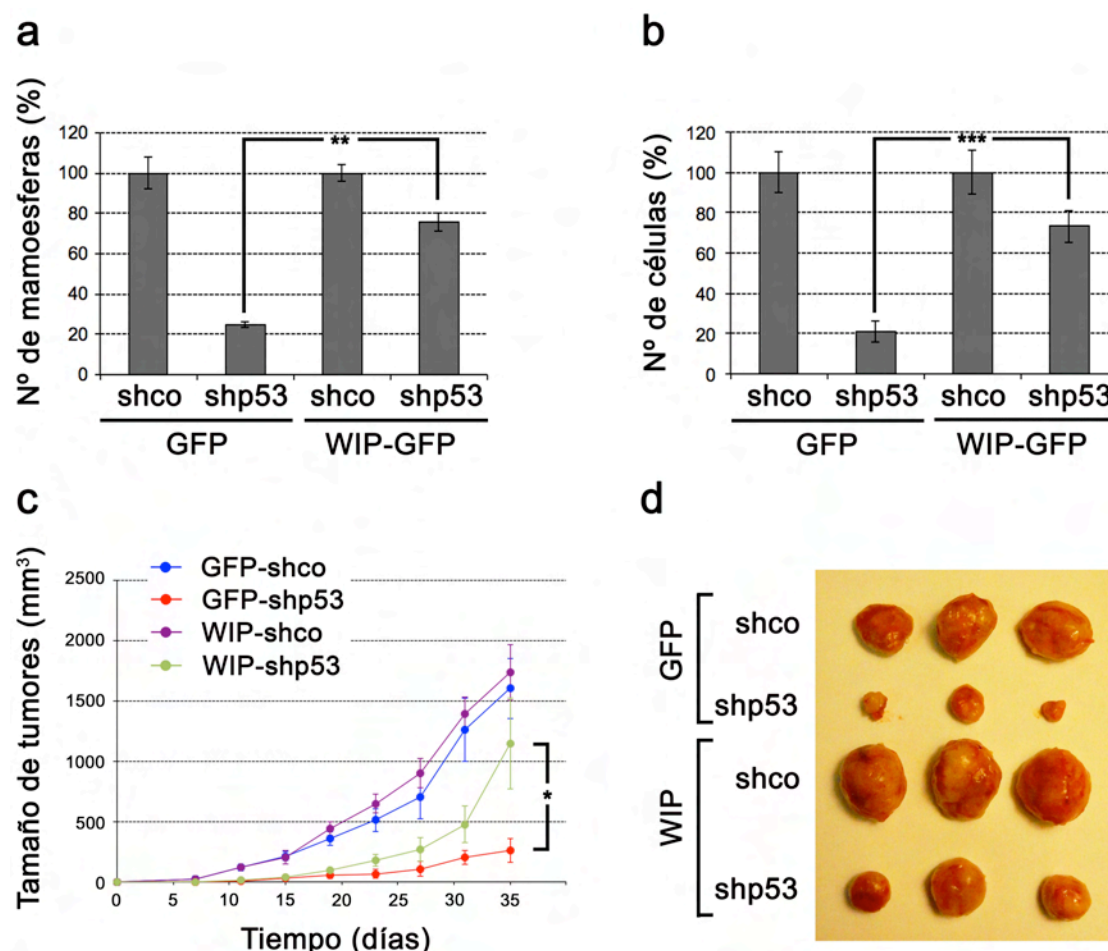 a
Nº de mamoesferas (%)
120
100
80
60
40
20
0
**
shco shp53 shco shp53
GFP WIP-GFP
b
Nº de células (%)
120
100
80
60
40
20
0
***
shco shp53 shco shp53
GFP WIP-GFP
c
Tamaño de tumores (mm³)
GFP-shco
GFP-shp53
WIP-shco
WIP-shp53
2500
2000
1500
1000
500
0
*
0 5 10 15 20 25 30 35 40
Tiempo (días)
d
GFP
shco
shp53
WIP
shco
shp53